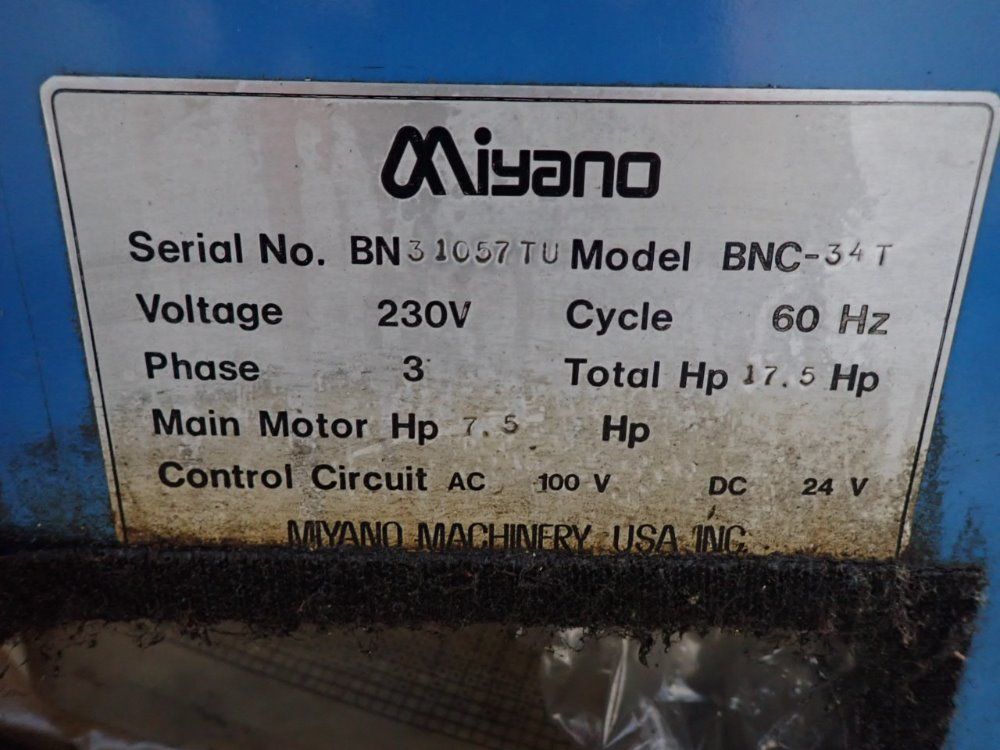 Miyano
Serial No. BN31057TU Model BNC-34T
Voltage 230V Cycle 60 Hz
Phase 3 Total Hp 17.5 Hp
Main Motor Hp 7.5 Hp
Control Circuit AC 100 V DC 24 V
MIYANO MACHINERY USA INC.